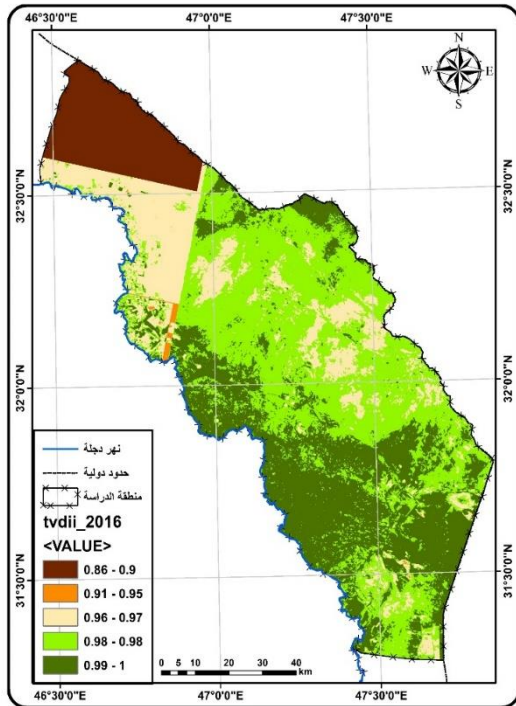 46°30'0"E 47°0'0"E 47°30'0"E
N
W E
S
32°30'0"N 32°30'0"N
32°0'0"N 32°0'0"N
31°30'0"N 31°30'0"N
نهر دجلة
حدود دولية
منطقة الدراسة
tvdii_2016
<VALUE>
0.86 - 0.9
0.91 - 0.95
0.96 - 0.97
0.98 - 0.98
0.99 - 1
0 5 10 20 30 40
km
46°30'0"E 47°0'0"E 47°30'0"E